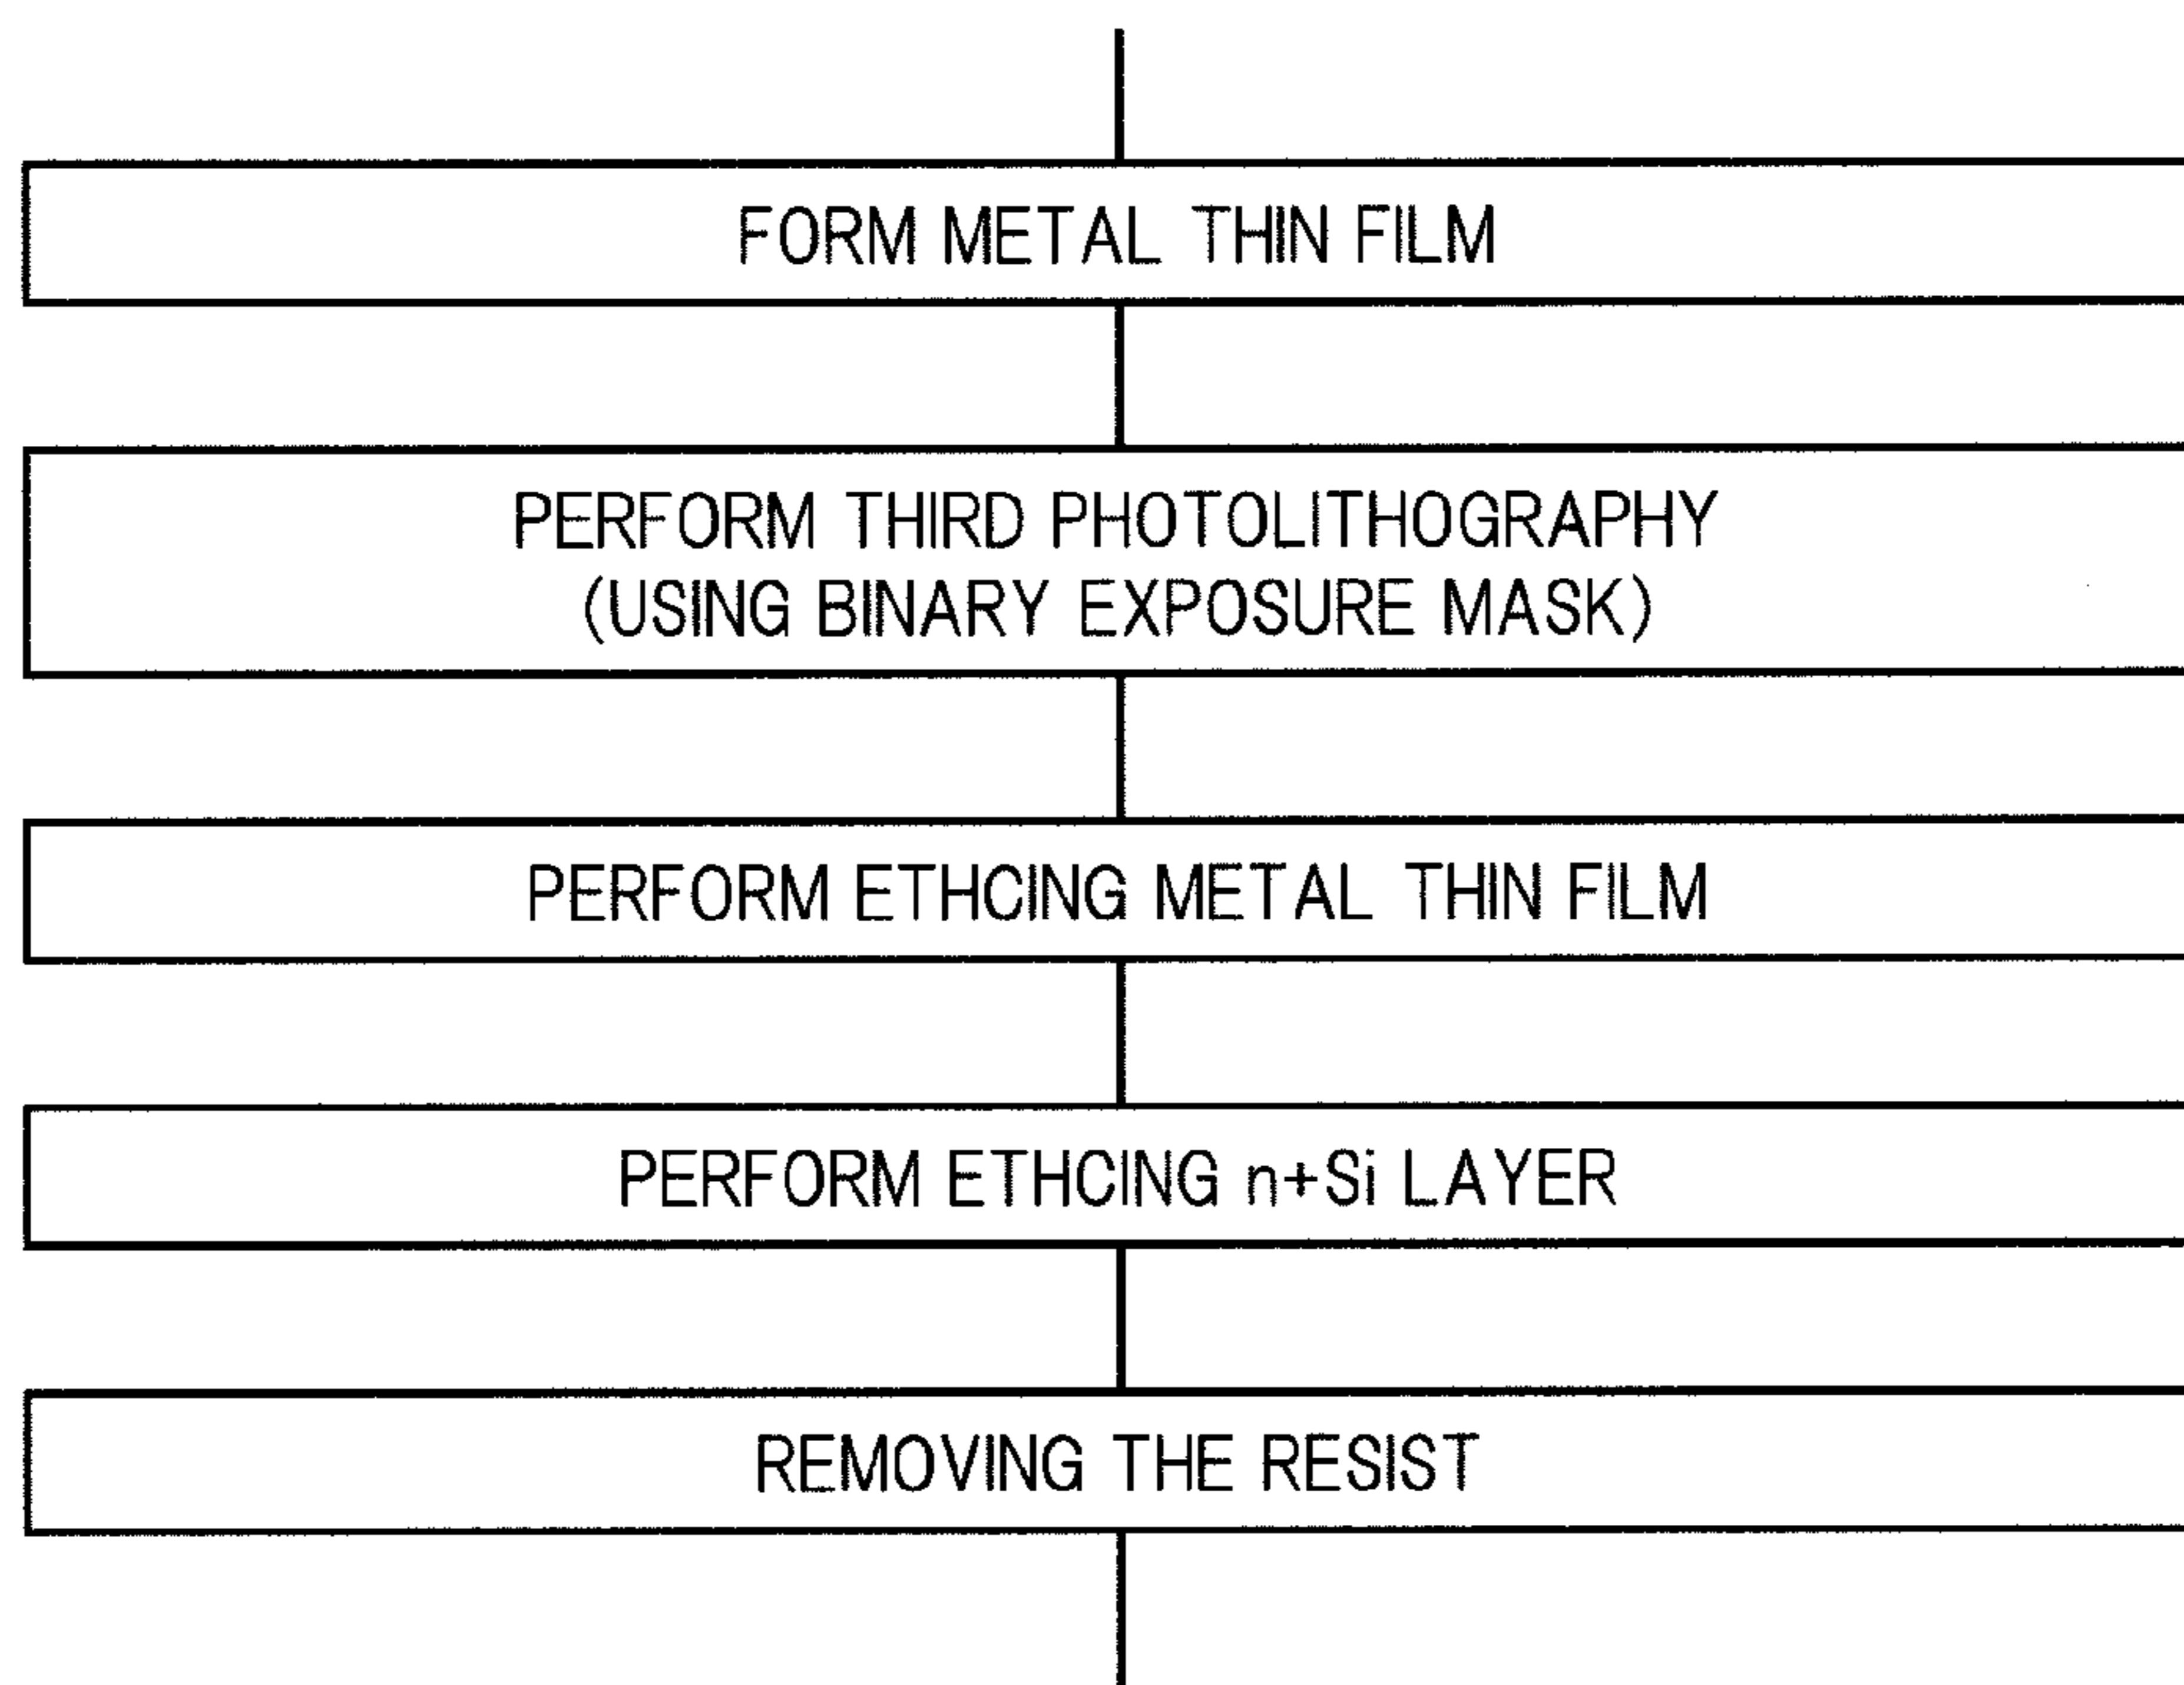 FORM METAL THIN FILM
PERFORM THIRD PHOTOLITHOGRAPHY
(USING BINARY EXPOSURE MASK)
PERFORM ETHCING METAL THIN FILM
PERFORM ETHCING n+Si LAYER
REMOVING THE RESIST